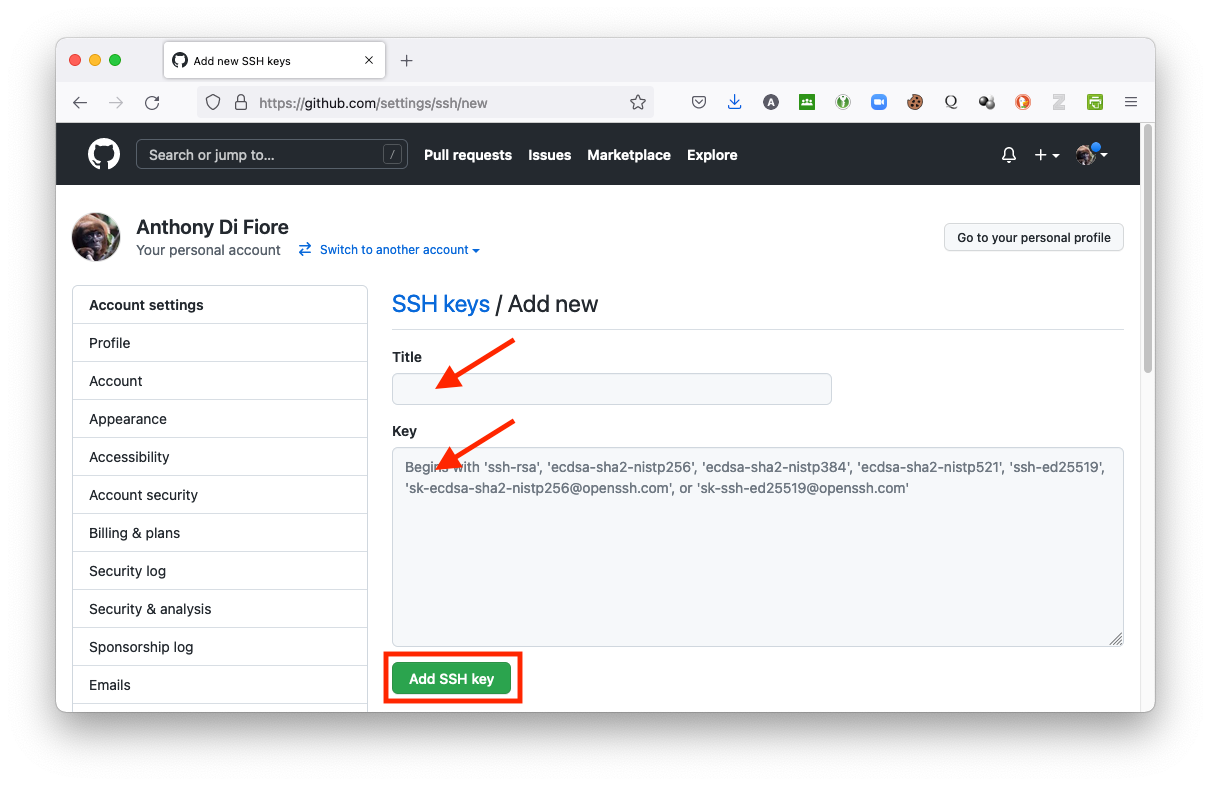 Add new SSH keys
https://github.com/settings/ssh/new
Search or jump to... /
Pull requests Issues Marketplace Explore
Anthony Di Fiore
Your personal account Switch to another account
Go to your personal profile
Account settings
Profile
Account
Appearance
Accessibility
Account security
Billing & plans
Security log
Security & analysis
Sponsorship log
Emails
SSH keys / Add new
Title
Key
Begins with 'ssh-rsa', 'ecdsa-sha2-nistp256', 'ecdsa-sha2-nistp384', 'ecdsa-sha2-nistp521', 'ssh-ed25519',
'sk-ecdsa-sha2-nistp256@openssh.com', or 'sk-ssh-ed25519@openssh.com'
Add SSH key